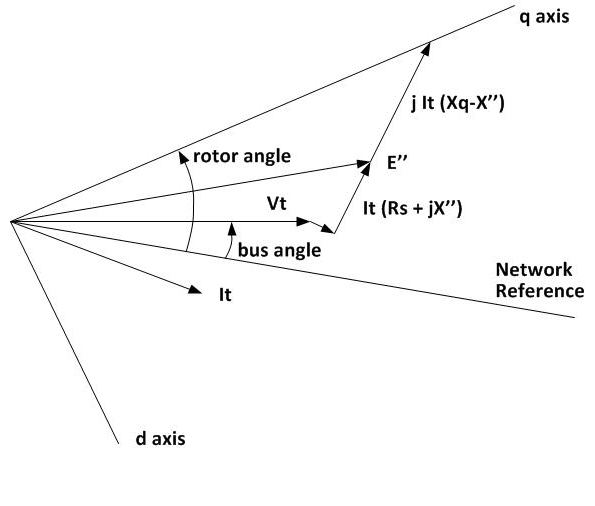 q axis
j It (Xq-X”)
rotor angle
E”
Vt
It (Rs + jX”)
bus angle
Network
Reference
It
d axis